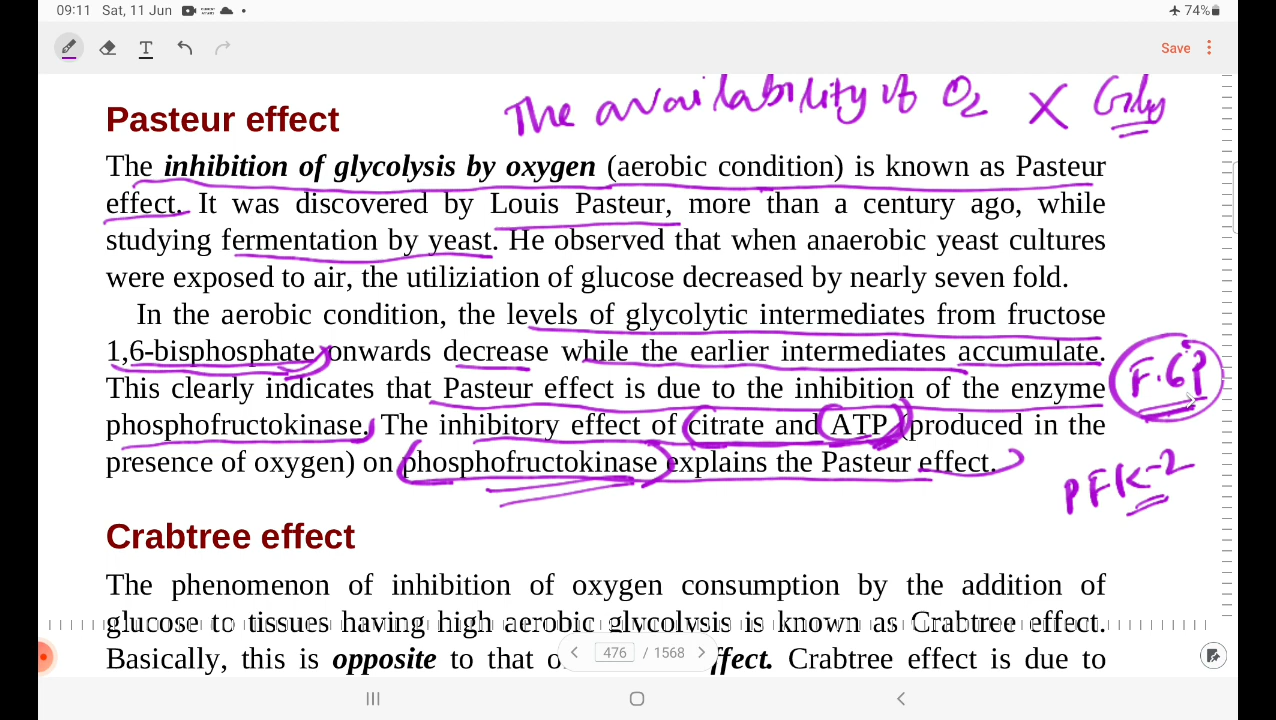 09:11 Sat, 11 Jun
74%
T
Save
The availability of O2 X Gly
Pasteur effect
The inhibition of glycolysis by oxygen (aerobic condition) is known as Pasteur
effect. It was discovered by Louis Pasteur, more than a century ago, while
studying fermentation by yeast. He observed that when anaerobic yeast cultures
were exposed to air, the utiliziation of glucose decreased by nearly seven fold.
In the aerobic condition, the levels of glycolytic intermediates from fructose
1,6-bisphosphate onwards decrease while the earlier intermediates accumulate.
This clearly indicates that Pasteur effect is due to the inhibition of the enzyme
F.6P
phosphofructokinase. The inhibitory effect of citrate and ATP (produced in the
presence of oxygen) on phosphofructokinase explains the Pasteur effect.
PFK-2
Crabtree effect
The phenomenon of inhibition of oxygen consumption by the addition of
glucose to tissues having high aerobic glycolysis is known as Crabtree effect.
Basically, this is opposite to that effect. Crabtree effect is due to
476 / 1568